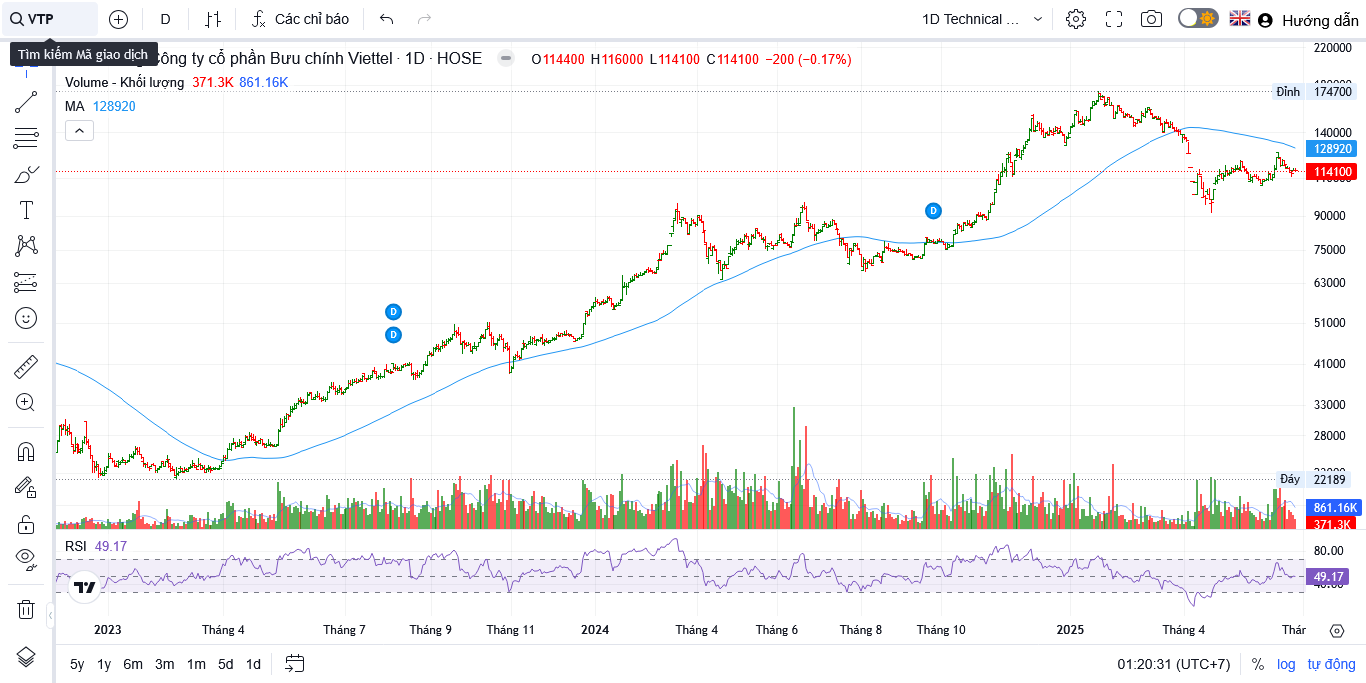 VTP D Các chỉ báo 1D Technical ... Hướng dẫn
Tìm kiếm Mã giao dịch
Công ty cổ phần Bưu chính Viettel · 1D · HOSE O114400 H116000 L114100 C114100 −200 (−0.17%)
220000
Volume - Khối lượng 371.3K 861.16K
Đỉnh 174700
MA 128920
140000
128920
114100
D
90000
75000
63000
D
51000
D
41000
33000
28000
Đáy 22189
861.16K
371.3K
RSI 49.17
80.00
49.17
2023 Tháng 4 Tháng 7 Tháng 9 Tháng 11 2024 Tháng 4 Tháng 6 Tháng 8 Tháng 10 2025 Tháng 4 Thár
5y 1y 6m 3m 1m 5d 1d 01:20:31 (UTC+7) % log tự động